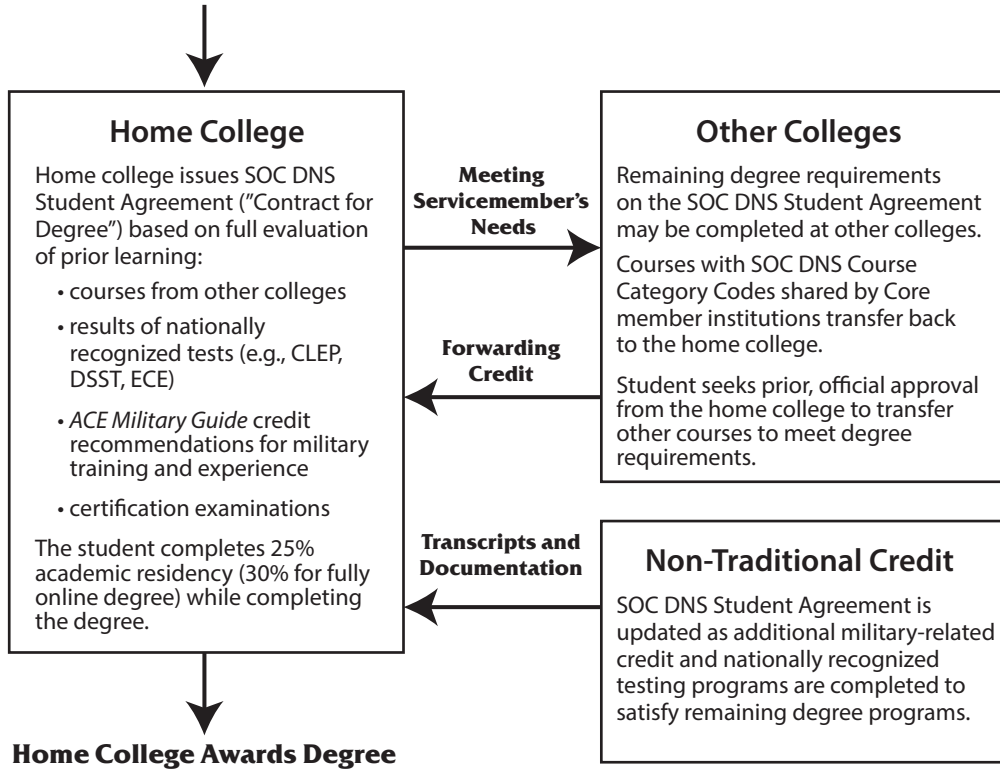 Home College
Home college issues SOC DNS
Student Agreement (”Contract for
Degree”) based on full evaluation
of prior learning:
• courses from other colleges
• results of nationally
recognized tests (e.g., CLEP,
DSST, ECE)
• ACE Military Guide credit
recommendations for military
training and experience
• certification examinations
The student completes 25%
academic residency (30% for fully
online degree) while completing
the degree.
Meeting
Servicemember’s
Needs
Forwarding
Credit
Transcripts and
Documentation
Other Colleges
Remaining degree requirements
on the SOC DNS Student Agreement
may be completed at other colleges.
Courses with SOC DNS Course
Category Codes shared by Core
member institutions transfer back
to the home college.
Student seeks prior, official approval
from the home college to transfer
other courses to meet degree
requirements.
Non-Traditional Credit
SOC DNS Student Agreement is
updated as additional military-related
credit and nationally recognized
testing programs are completed to
satisfy remaining degree programs.
Home College Awards Degree